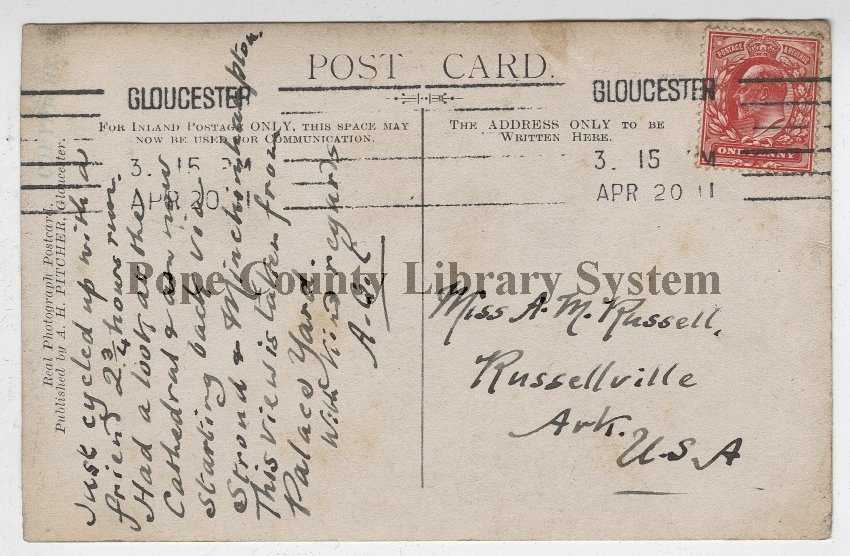 POST CARD.
GLOUCESTER
GLOUCESTER
FOR INLAND POSTAGE ONLY, THIS SPACE MAY
NOW BE USED FOR COMMUNICATION.
THE ADDRESS ONLY TO BE
WRITTEN HERE.
3. 15 PM
APR 20 11
3. 15 PM
APR 20 11
POSTAGE & REVENUE
ONE PENNY
Real Photograph Postcard.
Published by A. H. PITCHER, Gloucester.
Just cycled up with a
friend 2 3/4 hours run.
Had a look at the
Cathedral & am now
starting back via
Stroud & Minchinhampton.
This view is taken from
Palace Yard.
With kind regards
Miss A. M. Russell,
Russellville
Ark.
U.S.A
Pope County Library System